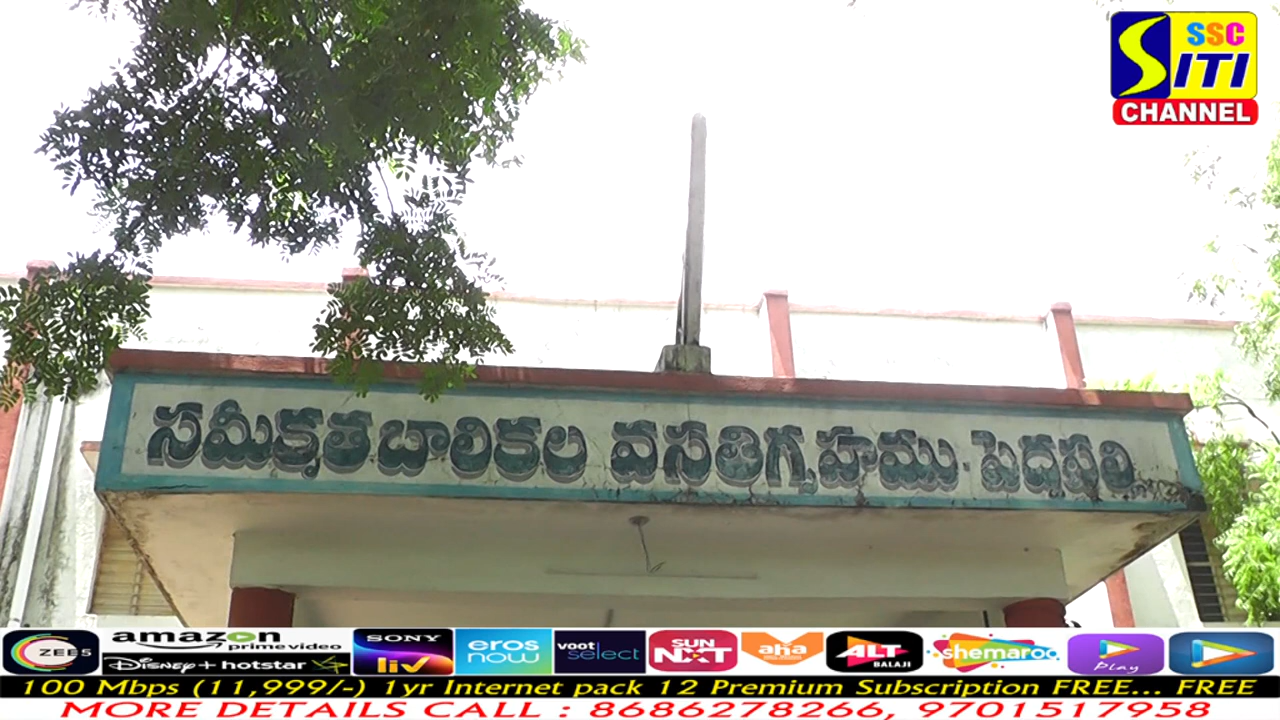 SSC
SITI
CHANNEL
సమీకృత బాలికల వసతిగృహము. పెద్దపల్లి
ZEE5
amazon
prime video
Disney+ hotstar
SONY
liv
eros
now
voot
select
SUN
NXT
aha
ALT
BALAJI
shemaroo
Play
100 Mbps (11,999/-) 1yr Internet pack 12 Premium Subscription FREE... FREE
MORE DETAILS CALL : 8686278266, 9701517958